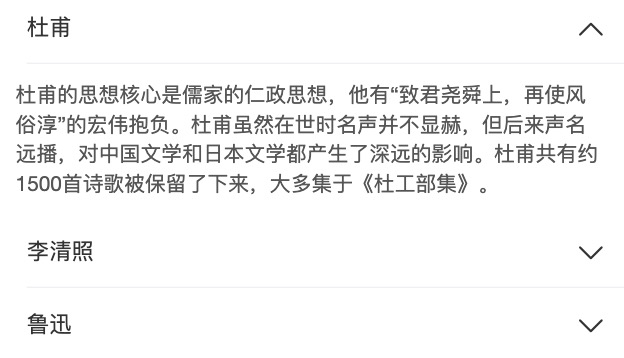 杜甫
杜甫的思想核心是儒家的仁政思想，他有“致君尧舜上，再使风
俗淳”的宏伟抱负。杜甫虽然在世时名声并不显赫，但后来声名
远播，对中国文学和日本文学都产生了深远的影响。杜甫共有约
1500首诗歌被保留了下来，大多集于《杜工部集》。
李清照
鲁迅